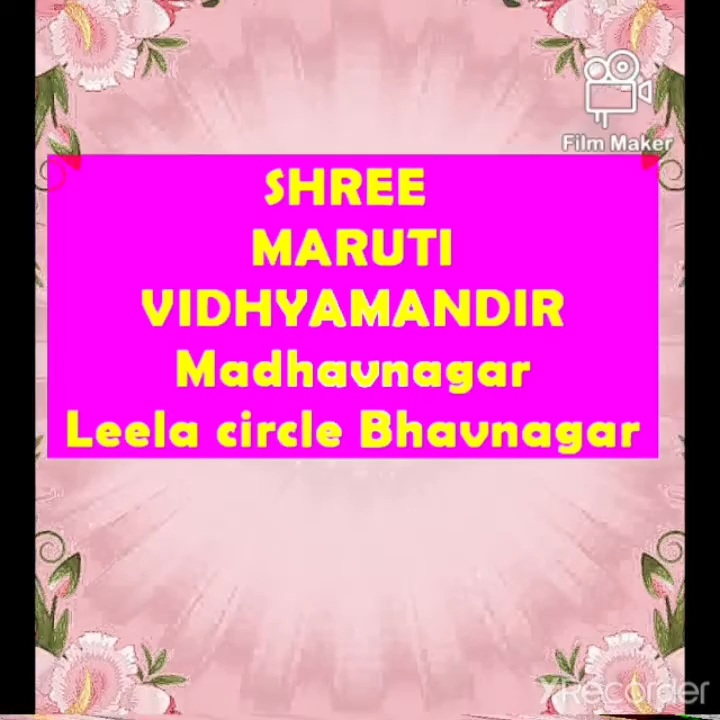 Film Maker
SHREE
MARUTI
VIDHYAMANDIR
Madhavnagar
Leela circle Bhavnagar
XRecorder